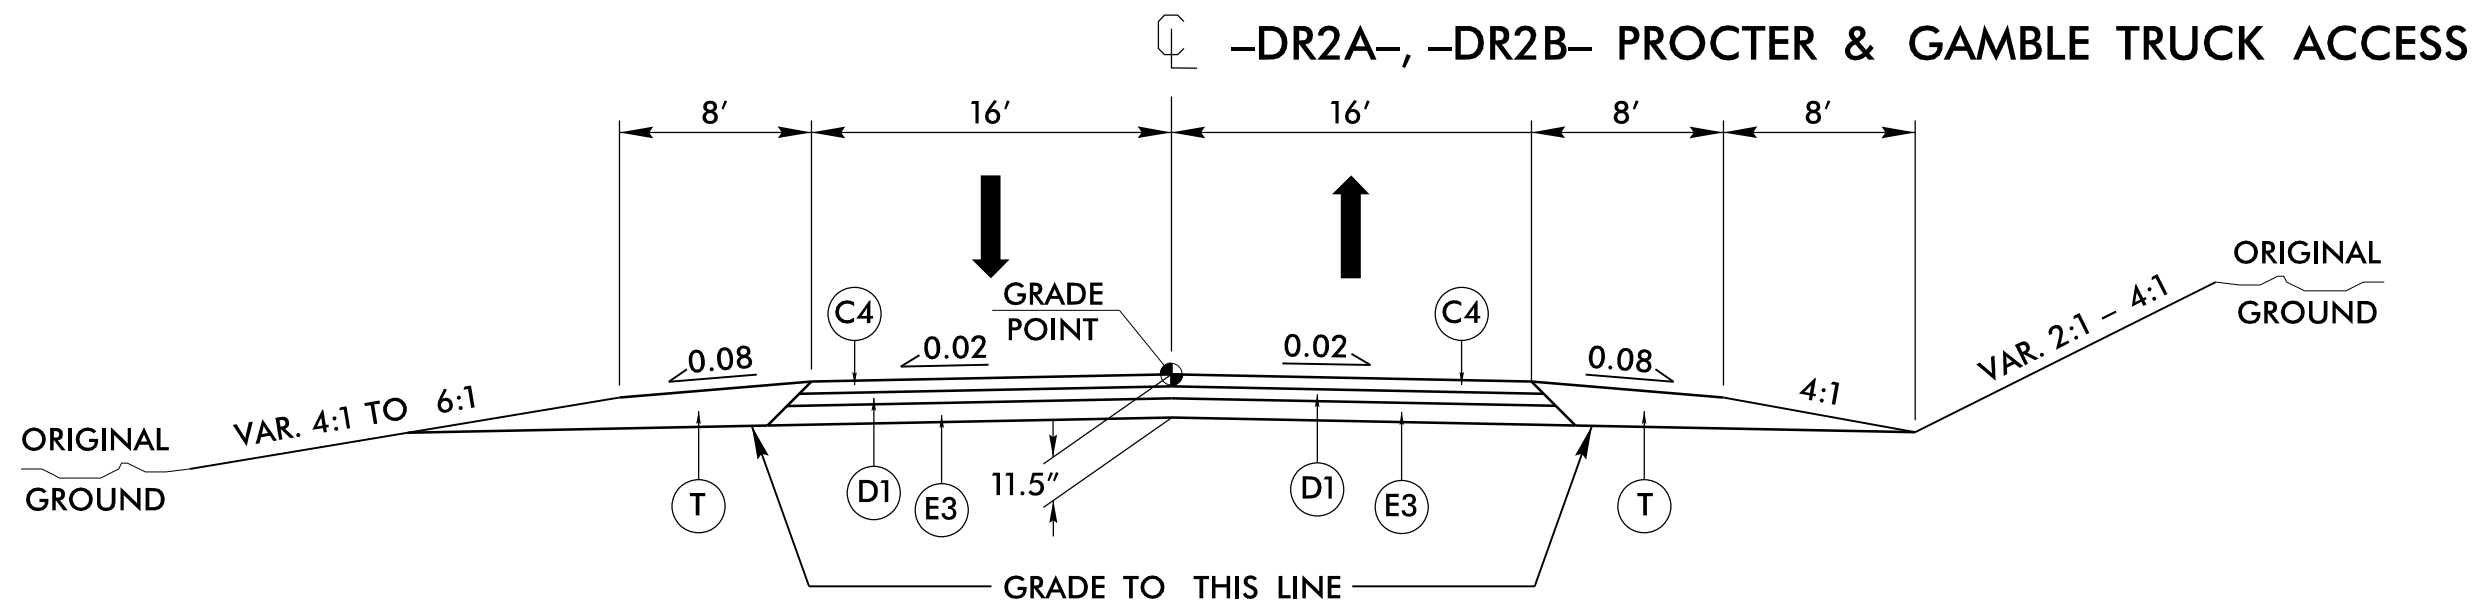 CL –DR2A–, –DR2B– PROCTER & GAMBLE TRUCK ACCESS
8' 16' 16' 8' 8'
ORIGINAL
GROUND
GRADE
POINT
C4 C4
0.08 0.02 0.02 0.08
VAR. 4:1 TO 6:1
4:1
VAR. 2:1 – 4:1
ORIGINAL
GROUND
11.5"
T D1 E3 D1 E3 T
GRADE TO THIS LINE